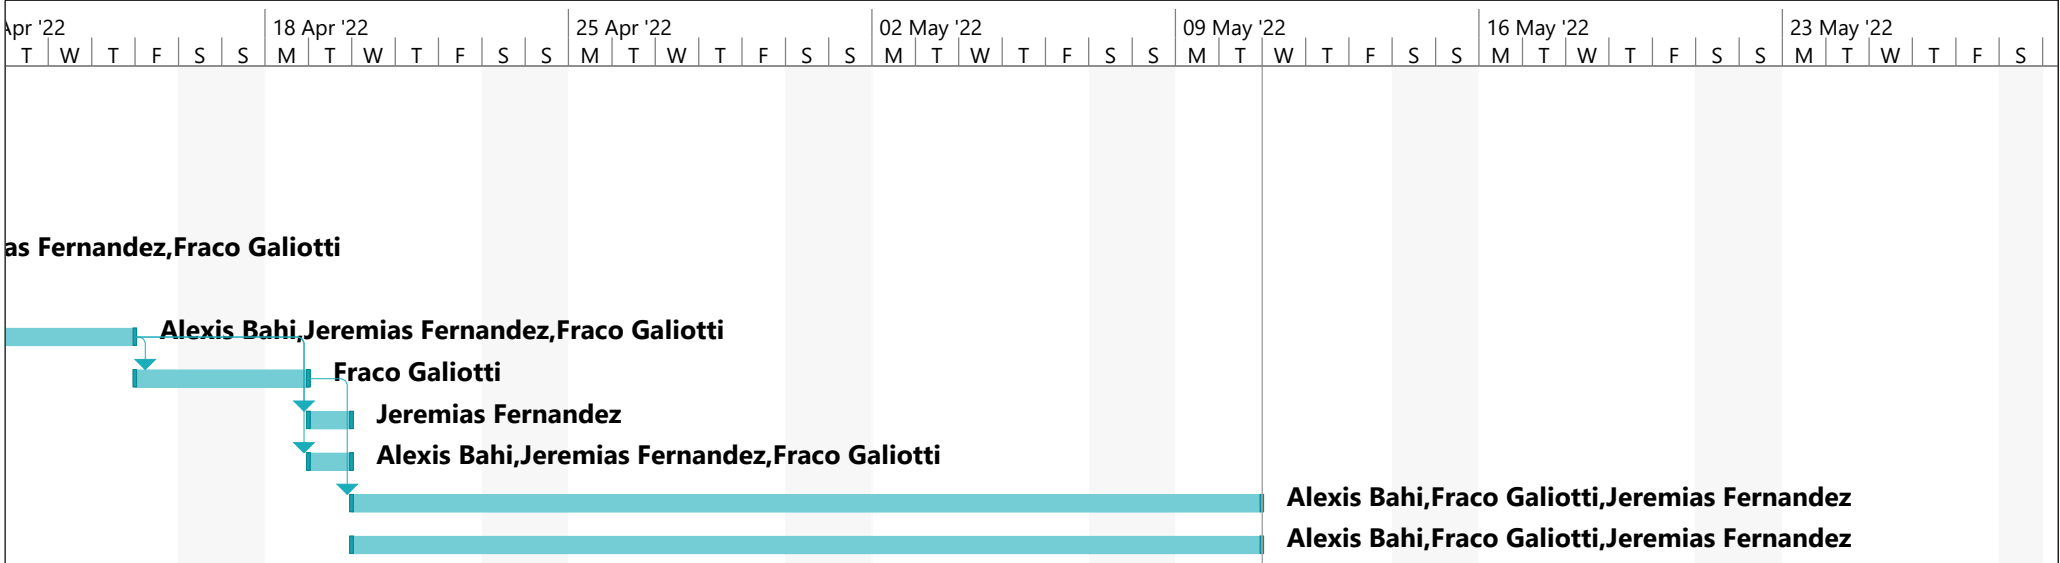 Apr '22 18 Apr '22 25 Apr '22 02 May '22 09 May '22 16 May '22 23 May '22
T W T F S S M T W T F S S M T W T F S S M T W T F S S M T W T F S S M T W T F S S M T W T F S
as Fernandez,Fraco Galiotti
Alexis Bahi,Jeremias Fernandez,Fraco Galiotti
Fraco Galiotti
Jeremias Fernandez
Alexis Bahi,Jeremias Fernandez,Fraco Galiotti
Alexis Bahi,Fraco Galiotti,Jeremias Fernandez
Alexis Bahi,Fraco Galiotti,Jeremias Fernandez